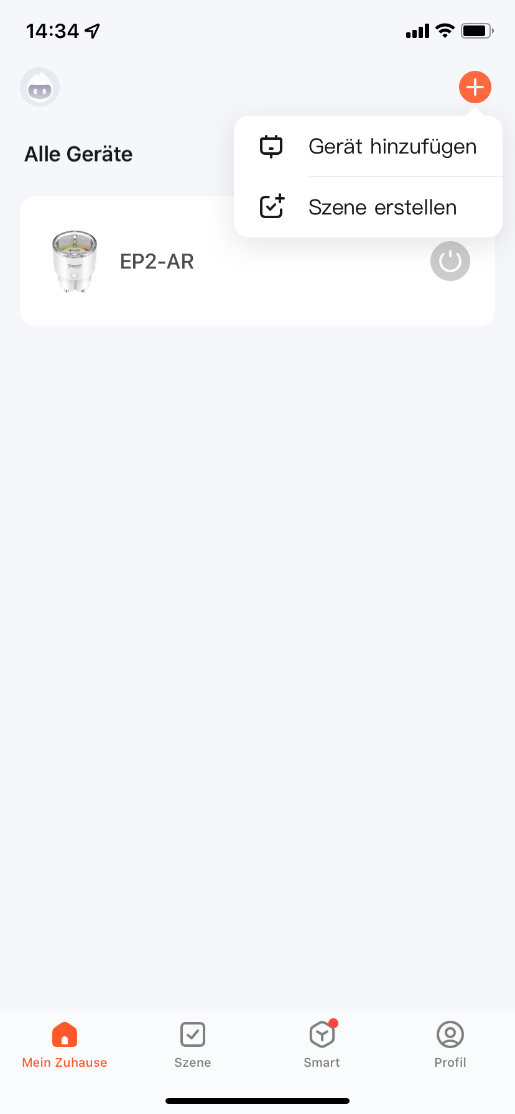 14:34
Gerät hinzufügen
Alle Geräte
Szene erstellen
EP2-AR
Mein Zuhause
Szene
Smart
Profil